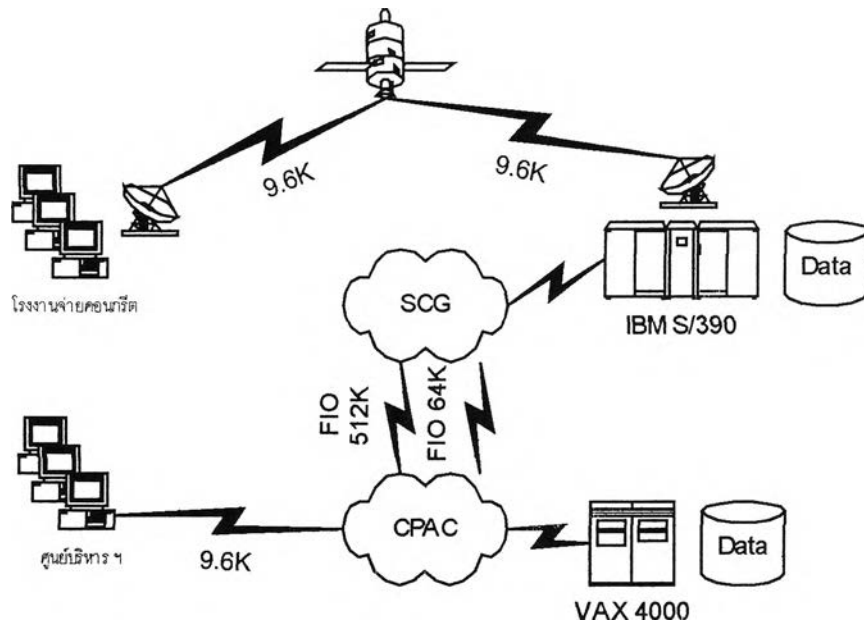 9.6K
9.6K
โรงงานจ่ายคอนกรีต
SCG
Data
IBM S/390
FIO
512K
FIO 64K
ศูนย์บริหาร ฯ
9.6K
CPAC
Data
VAX 4000